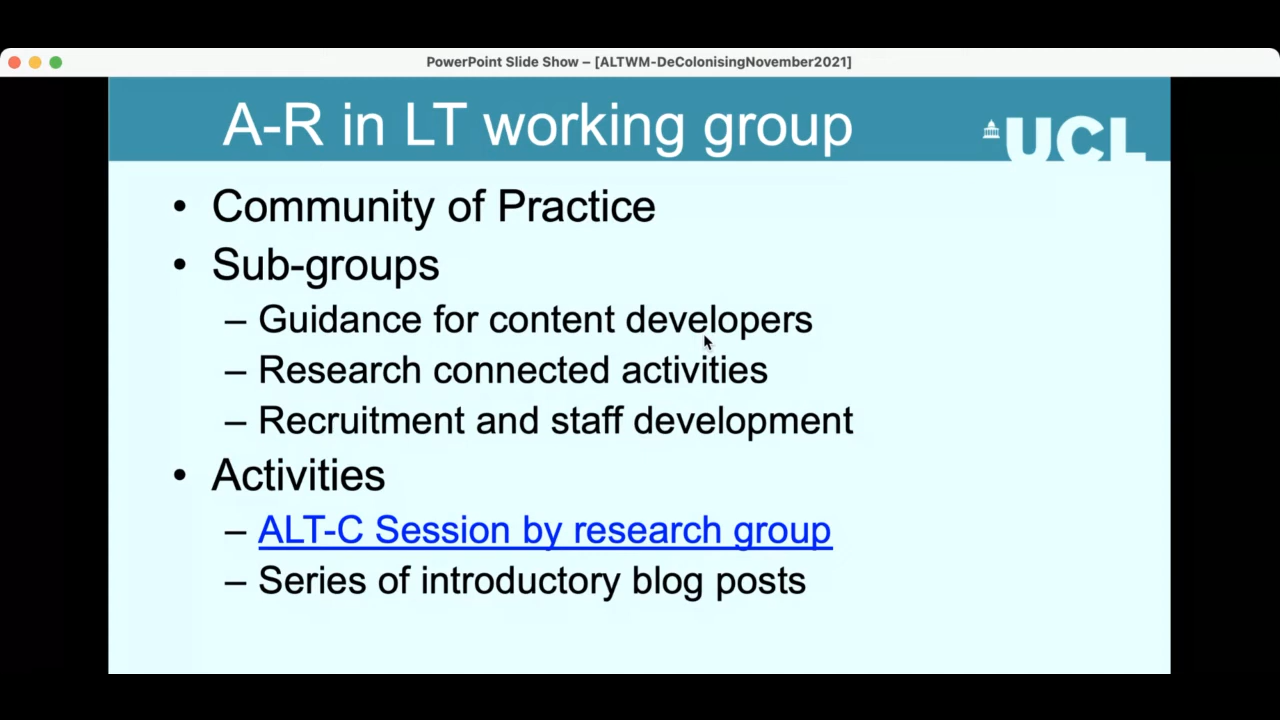 PowerPoint Slide Show – [ALTWM-DeColonisingNovember2021]
A-R in LT working group
UCL
• Community of Practice
• Sub-groups
– Guidance for content developers
– Research connected activities
– Recruitment and staff development
• Activities
– ALT-C Session by research group
– Series of introductory blog posts